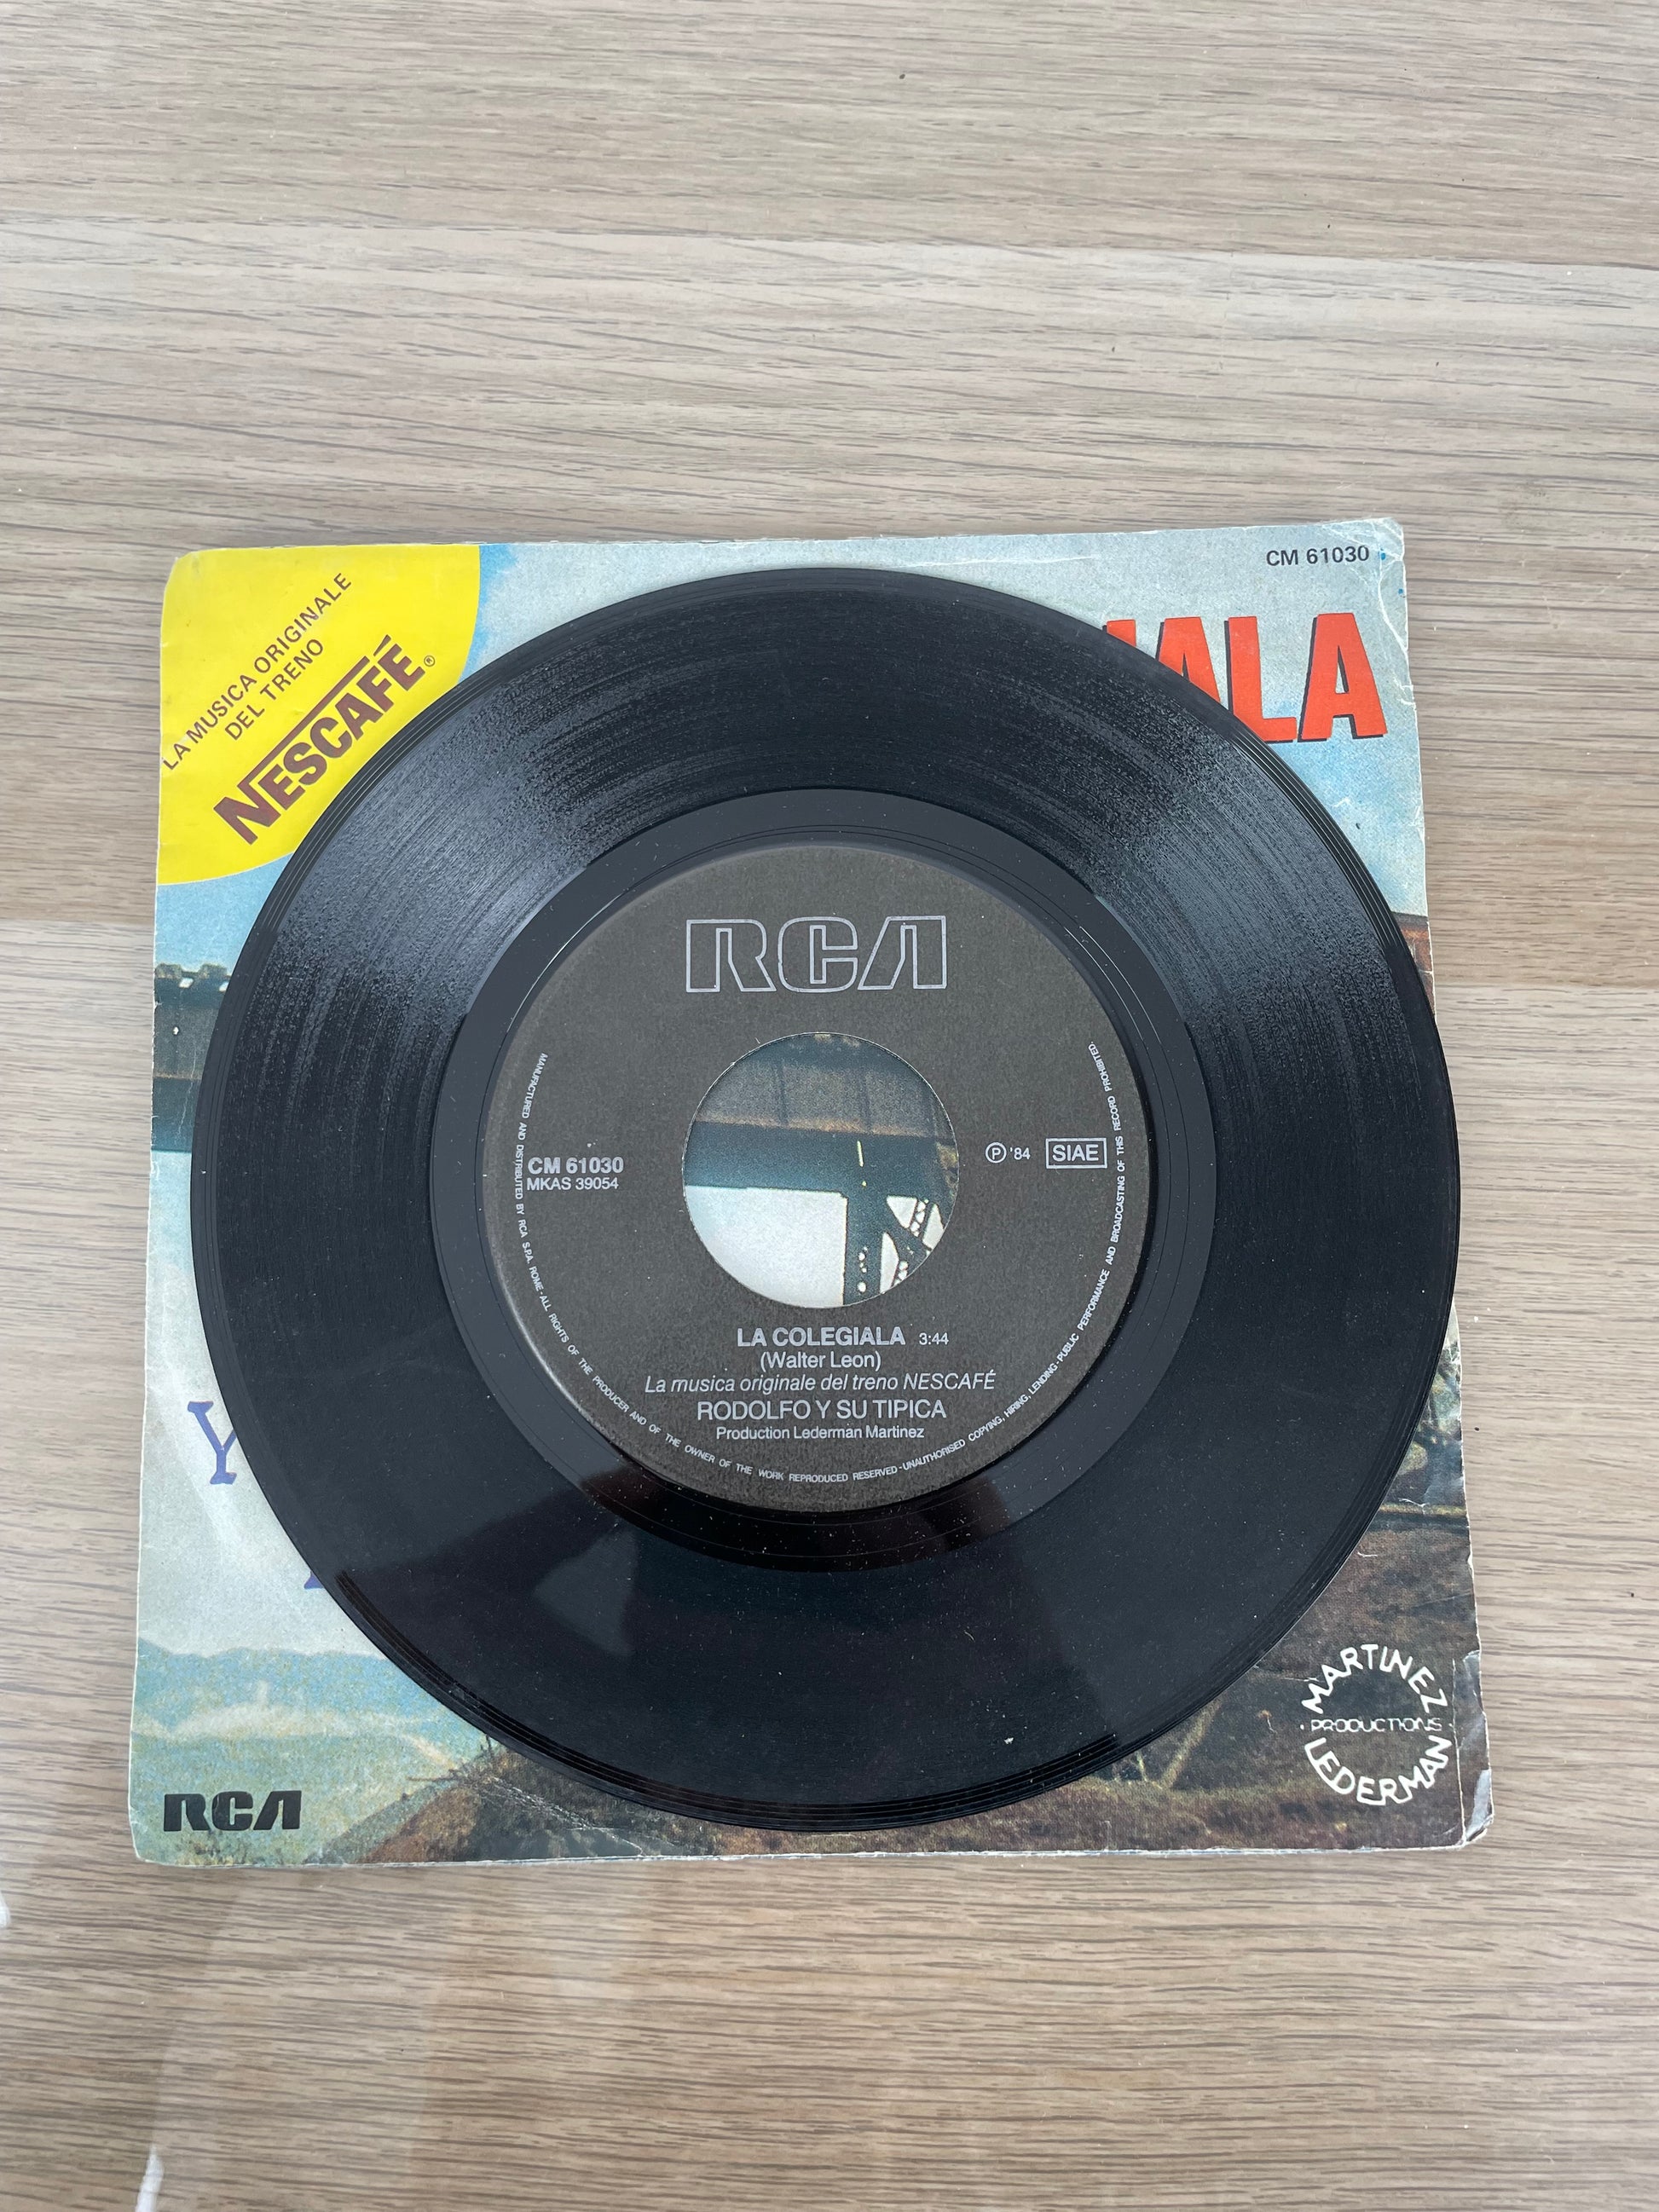 CM 61030
LA MUSICA ORIGINALE
DEL TRENO
NESCAFÉ®
IALA
RCA
CM 61030
MKAS 39054
Ⓟ '84 SIAE
LA COLEGIALA 3:44
(Walter Leon)
La musica originale del treno NESCAFÉ
RODOLFO Y SU TIPICA
Production Lederman Martinez
MANUFACTURED AND DISTRIBUTED BY RCA S.P.A. ROME - ALL RIGHTS OF THE PRODUCER AND OF THE OWNER OF THE WORK REPRODUCED RESERVED - UNAUTHORISED COPYING, HIRING, LENDING - PUBLIC PERFORMANCE AND BROADCASTING OF THIS RECORD PROHIBITED.
Y
RCA
MARTINEZ
· PRODUCTIONS ·
LEDERMAN